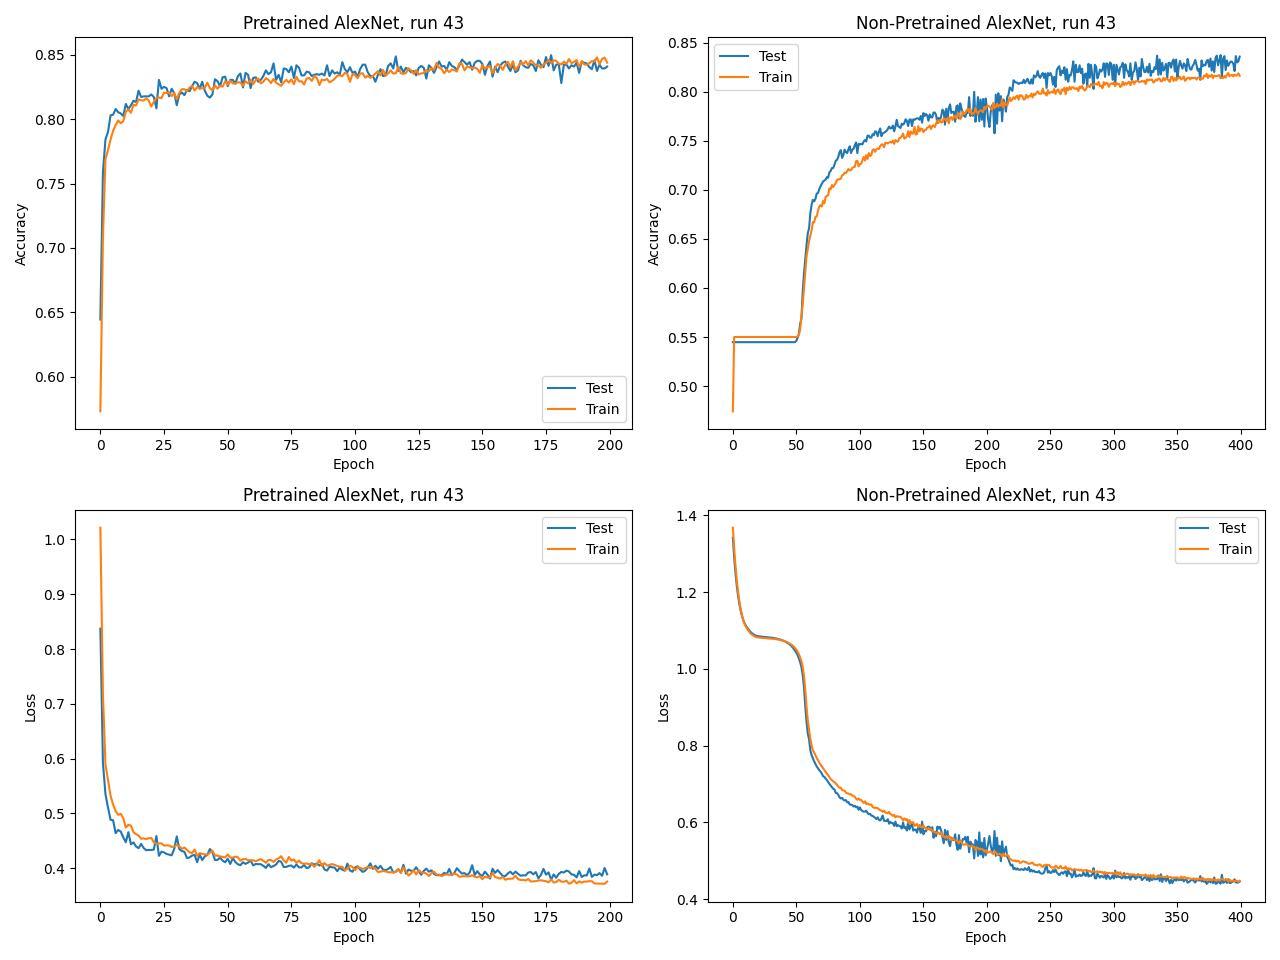 Pretrained AlexNet, run 43
0.85
0.80
0.75
0.70
0.65
0.60
Accuracy
Test
Train
0 25 50 75 100 125 150 175 200
Epoch
Non-Pretrained AlexNet, run 43
0.85
0.80
0.75
0.70
0.65
0.60
0.55
0.50
Accuracy
Test
Train
0 50 100 150 200 250 300 350 400
Epoch
Pretrained AlexNet, run 43
1.0
0.9
0.8
0.7
0.6
0.5
0.4
Loss
Test
Train
0 25 50 75 100 125 150 175 200
Epoch
Non-Pretrained AlexNet, run 43
1.4
1.2
1.0
0.8
0.6
0.4
Loss
Test
Train
0 50 100 150 200 250 300 350 400
Epoch